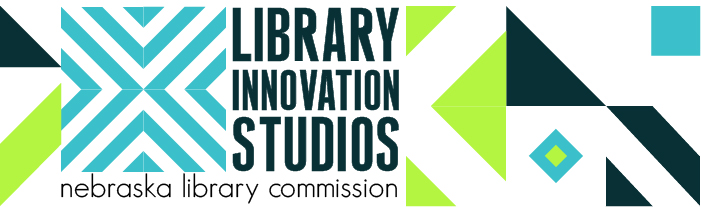 LIBRARY
INNOVATION
STUDIOS
nebraska library commission